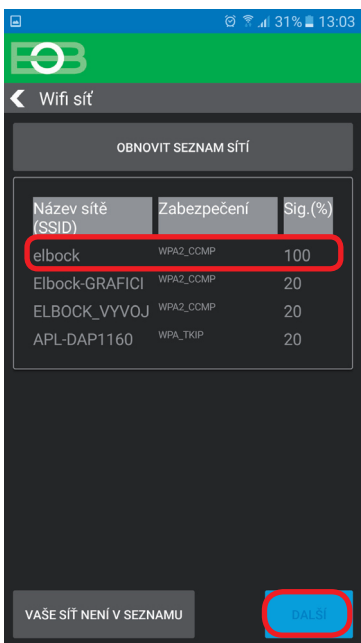 31% 13:03
EOB
Wifi síť
OBNOVIT SEZNAM SÍTÍ
Název sítě Zabezpečení Sig.(%)
(SSID)
elbock WPA2_CCMP 100
Elbock-GRAFICI WPA2_CCMP 20
ELBOCK_VYVOJ WPA2_CCMP 20
APL-DAP1160 WPA_TKIP 20
VAŠE SÍŤ NENÍ V SEZNAMU DALŠÍ